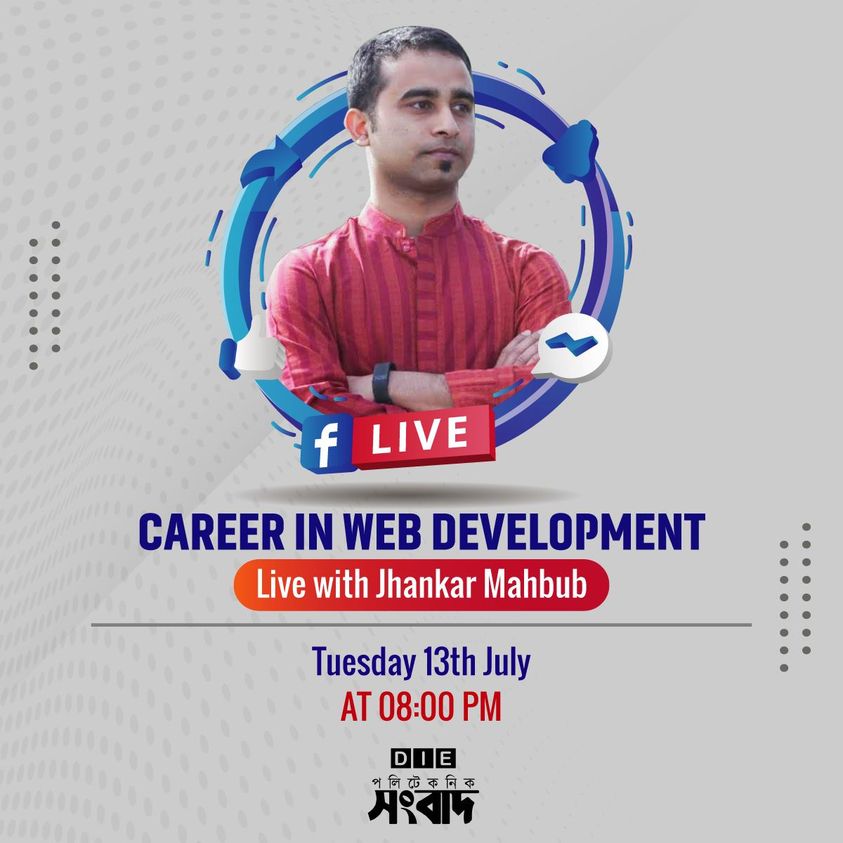 f LIVE
CAREER IN WEB DEVELOPMENT
Live with Jhankar Mahbub
Tuesday 13th July
AT 08:00 PM
DIE
পলিটেকনিক
সংবাদ